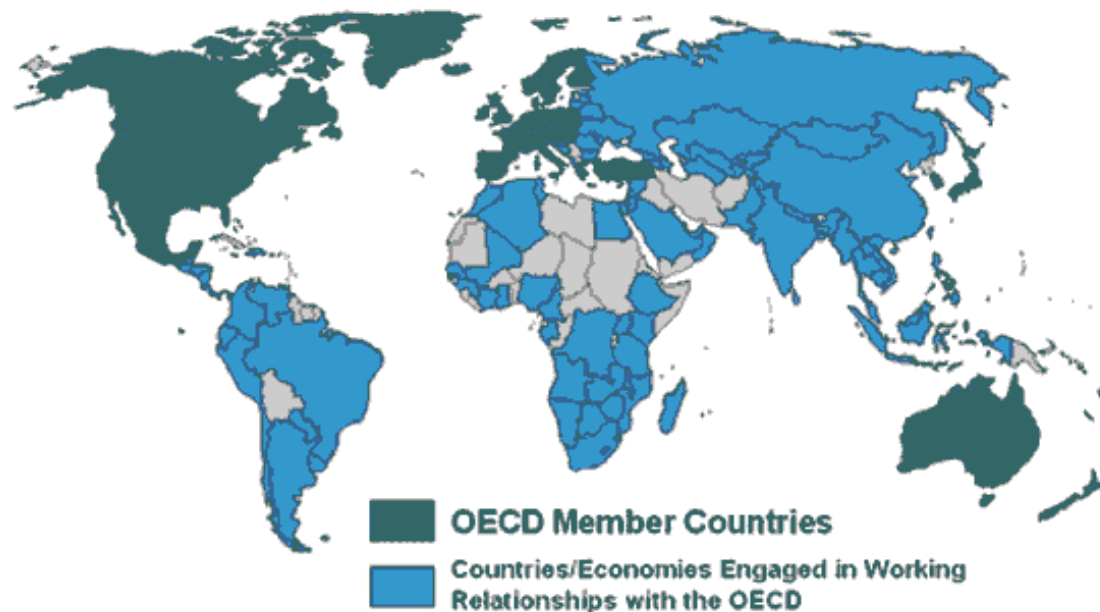 OECD Member Countries
Countries/Economies Engaged in Working
Relationships with the OECD